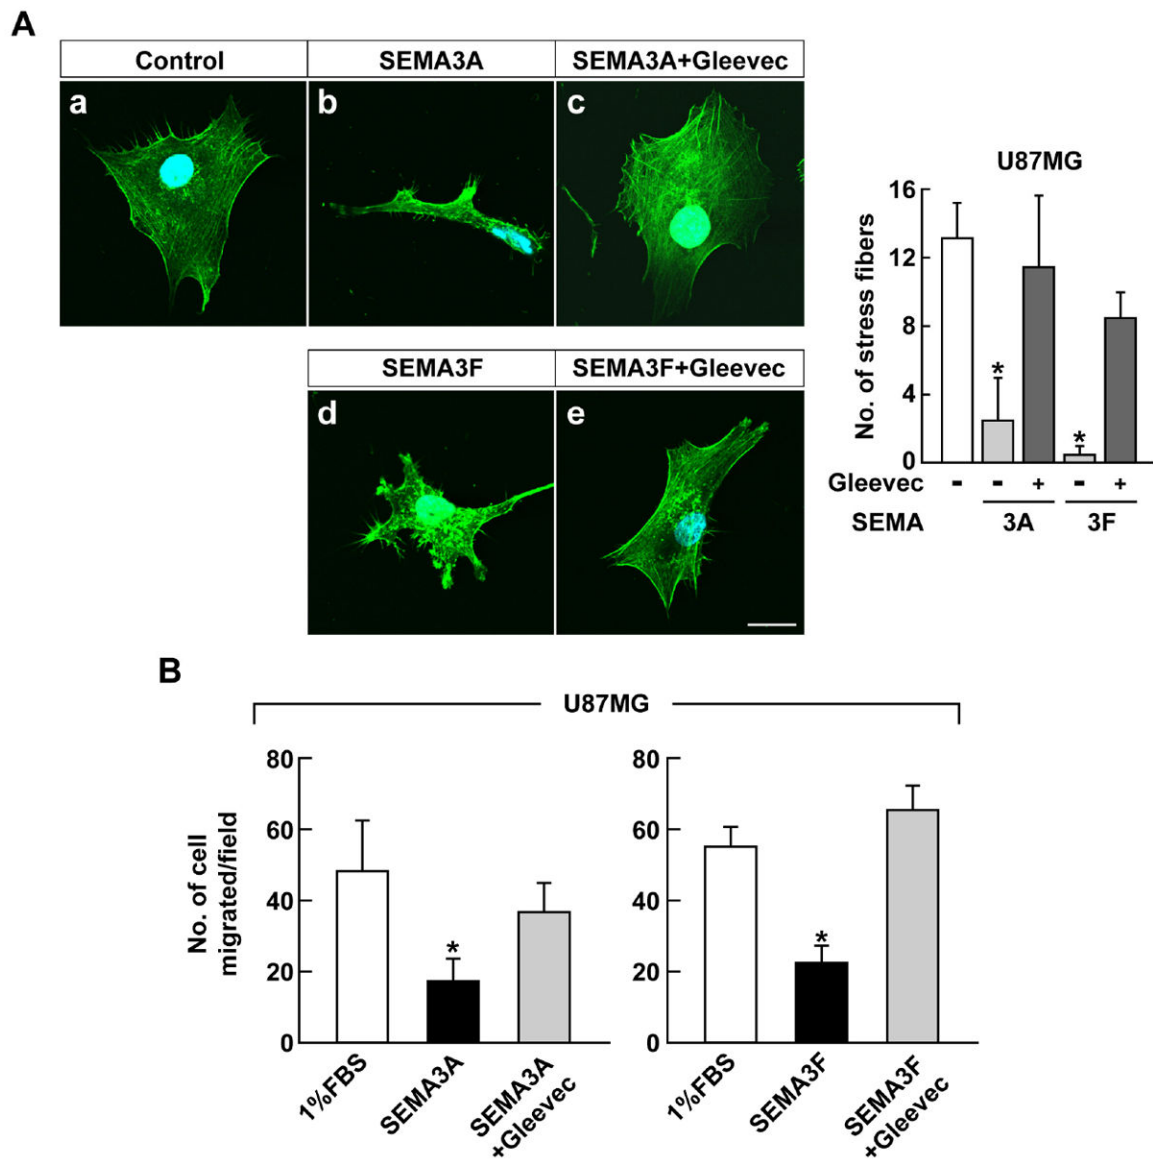 A
Control SEMA3A SEMA3A+Gleevec
a b c
SEMA3F SEMA3F+Gleevec
d e
U87MG
No. of stress fibers
16
12
8
4
0
* *
Gleevec - - + - +
SEMA 3A 3F
B
U87MG
No. of cell
migrated/field
80
60
40
20
0
*
1%FBS
SEMA3A
SEMA3A
+Gleevec
80
60
40
20
0
*
1%FBS
SEMA3F
SEMA3F
+Gleevec